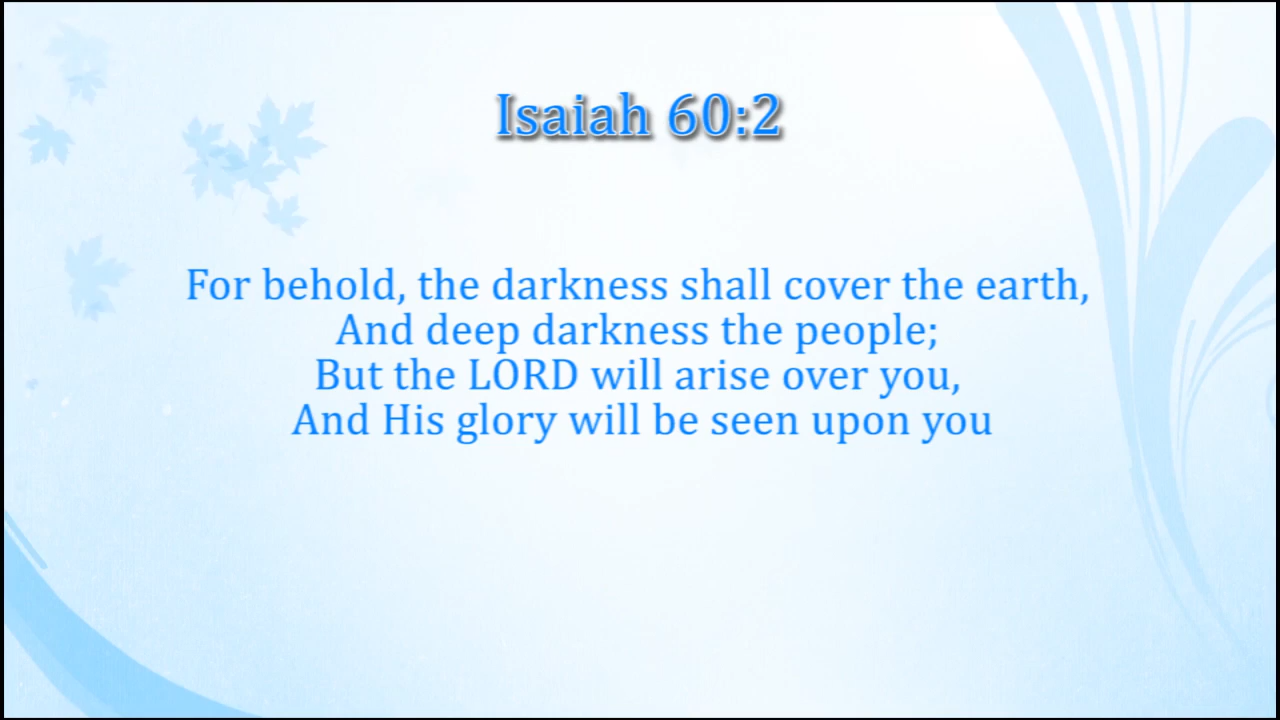 Isaiah 60:2
For behold, the darkness shall cover the earth,
And deep darkness the people;
But the LORD will arise over you,
And His glory will be seen upon you